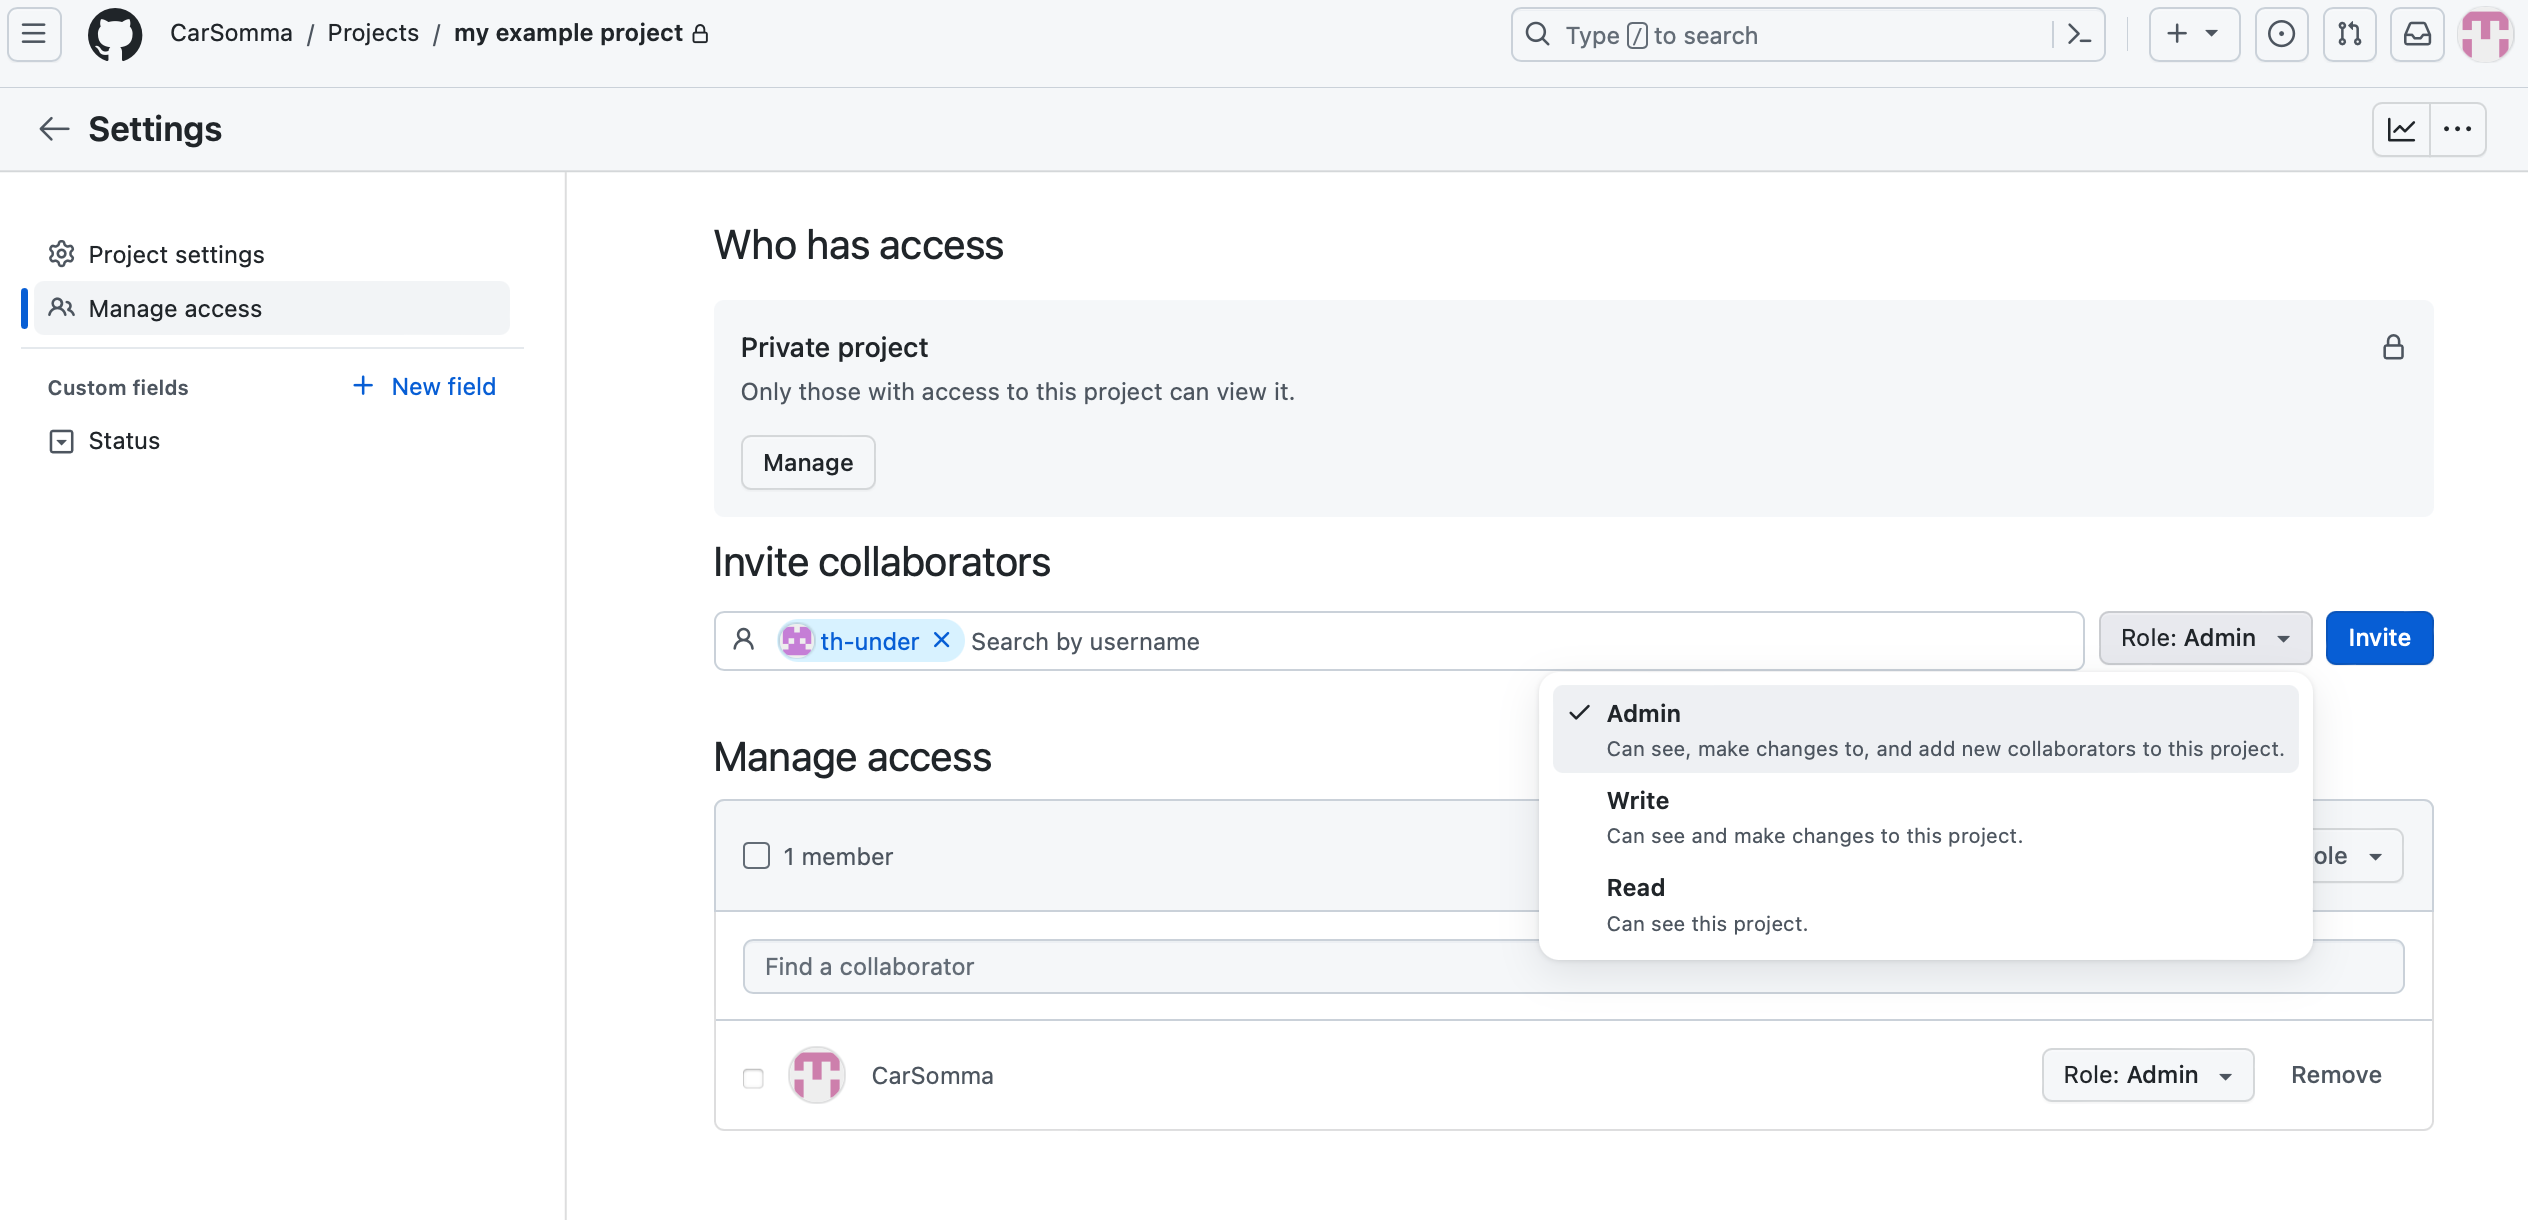 CarSomma / Projects / my example project
Type / to search
Settings
Project settings
Manage access
Custom fields
New field
Status
Who has access
Private project
Only those with access to this project can view it.
Manage
Invite collaborators
th-under
Search by username
Role: Admin
Invite
Admin
Can see, make changes to, and add new collaborators to this project.
Write
Can see and make changes to this project.
Read
Can see this project.
Manage access
1 member
ole
Find a collaborator
CarSomma
Role: Admin
Remove